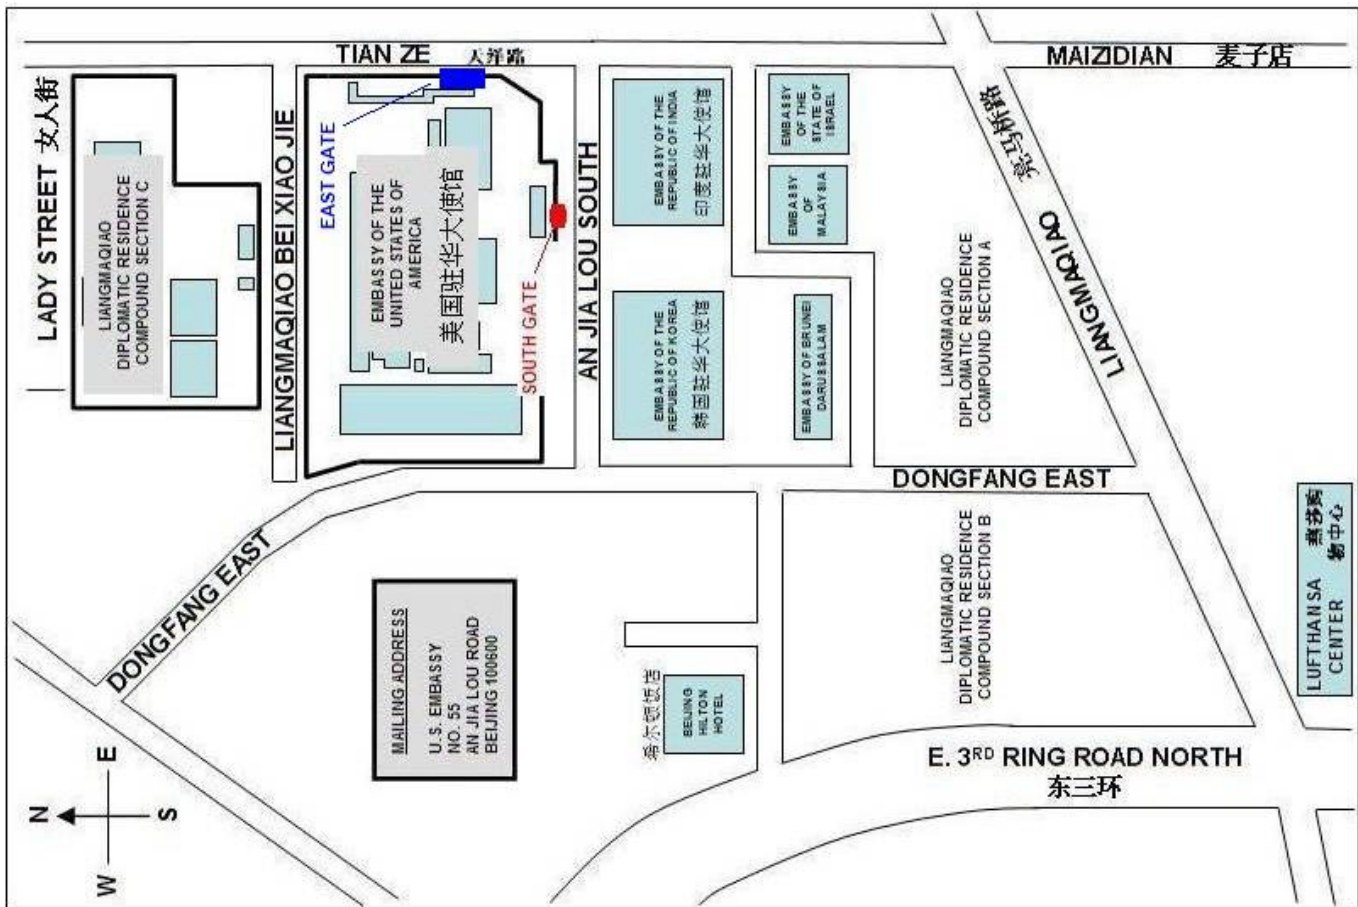 TIAN ZE
MAIZIDIAN 麦子店
LADY STREET 女人街
LIANGMAQIAO
DIPLOMATIC RESIDENCE
COMPOUND SECTION C
LIANGMAQIAO BEI XIAO JIE
EAST GATE
EMBASSY OF THE
UNITED STATES OF
AMERICA
美国驻华大使馆
SOUTH GATE
AN JIA LOU SOUTH
EMBASSY OF THE
REPUBLIC OF INDIA
印度驻华大使馆
EMBASSY
OF THE
STATE OF
ISRAEL
EMBASSY
OF
MALAYSIA
EMBASSY OF THE
REPUBLIC OF KOREA
韩国驻华大使馆
EMBASSY OF BRUNEI
DARUSSALAM
LIANGMAQIAO
DIPLOMATIC RESIDENCE
COMPOUND SECTION A
LIANGMAQIAO 亮马桥路
DONGFANG EAST
DONGFANG EAST
LIANGMAQIAO
DIPLOMATIC RESIDENCE
COMPOUND SECTION B
LUFTHANSA
CENTER
燕莎购
物中心
MAILING ADDRESS
U.S. EMBASSY
NO. 55
AN JIA LOU ROAD
BEIJING 100600
希尔顿饭店
BEIJING
HILTON
HOTEL
E. 3RD RING ROAD NORTH
东三环
N
E
S
W